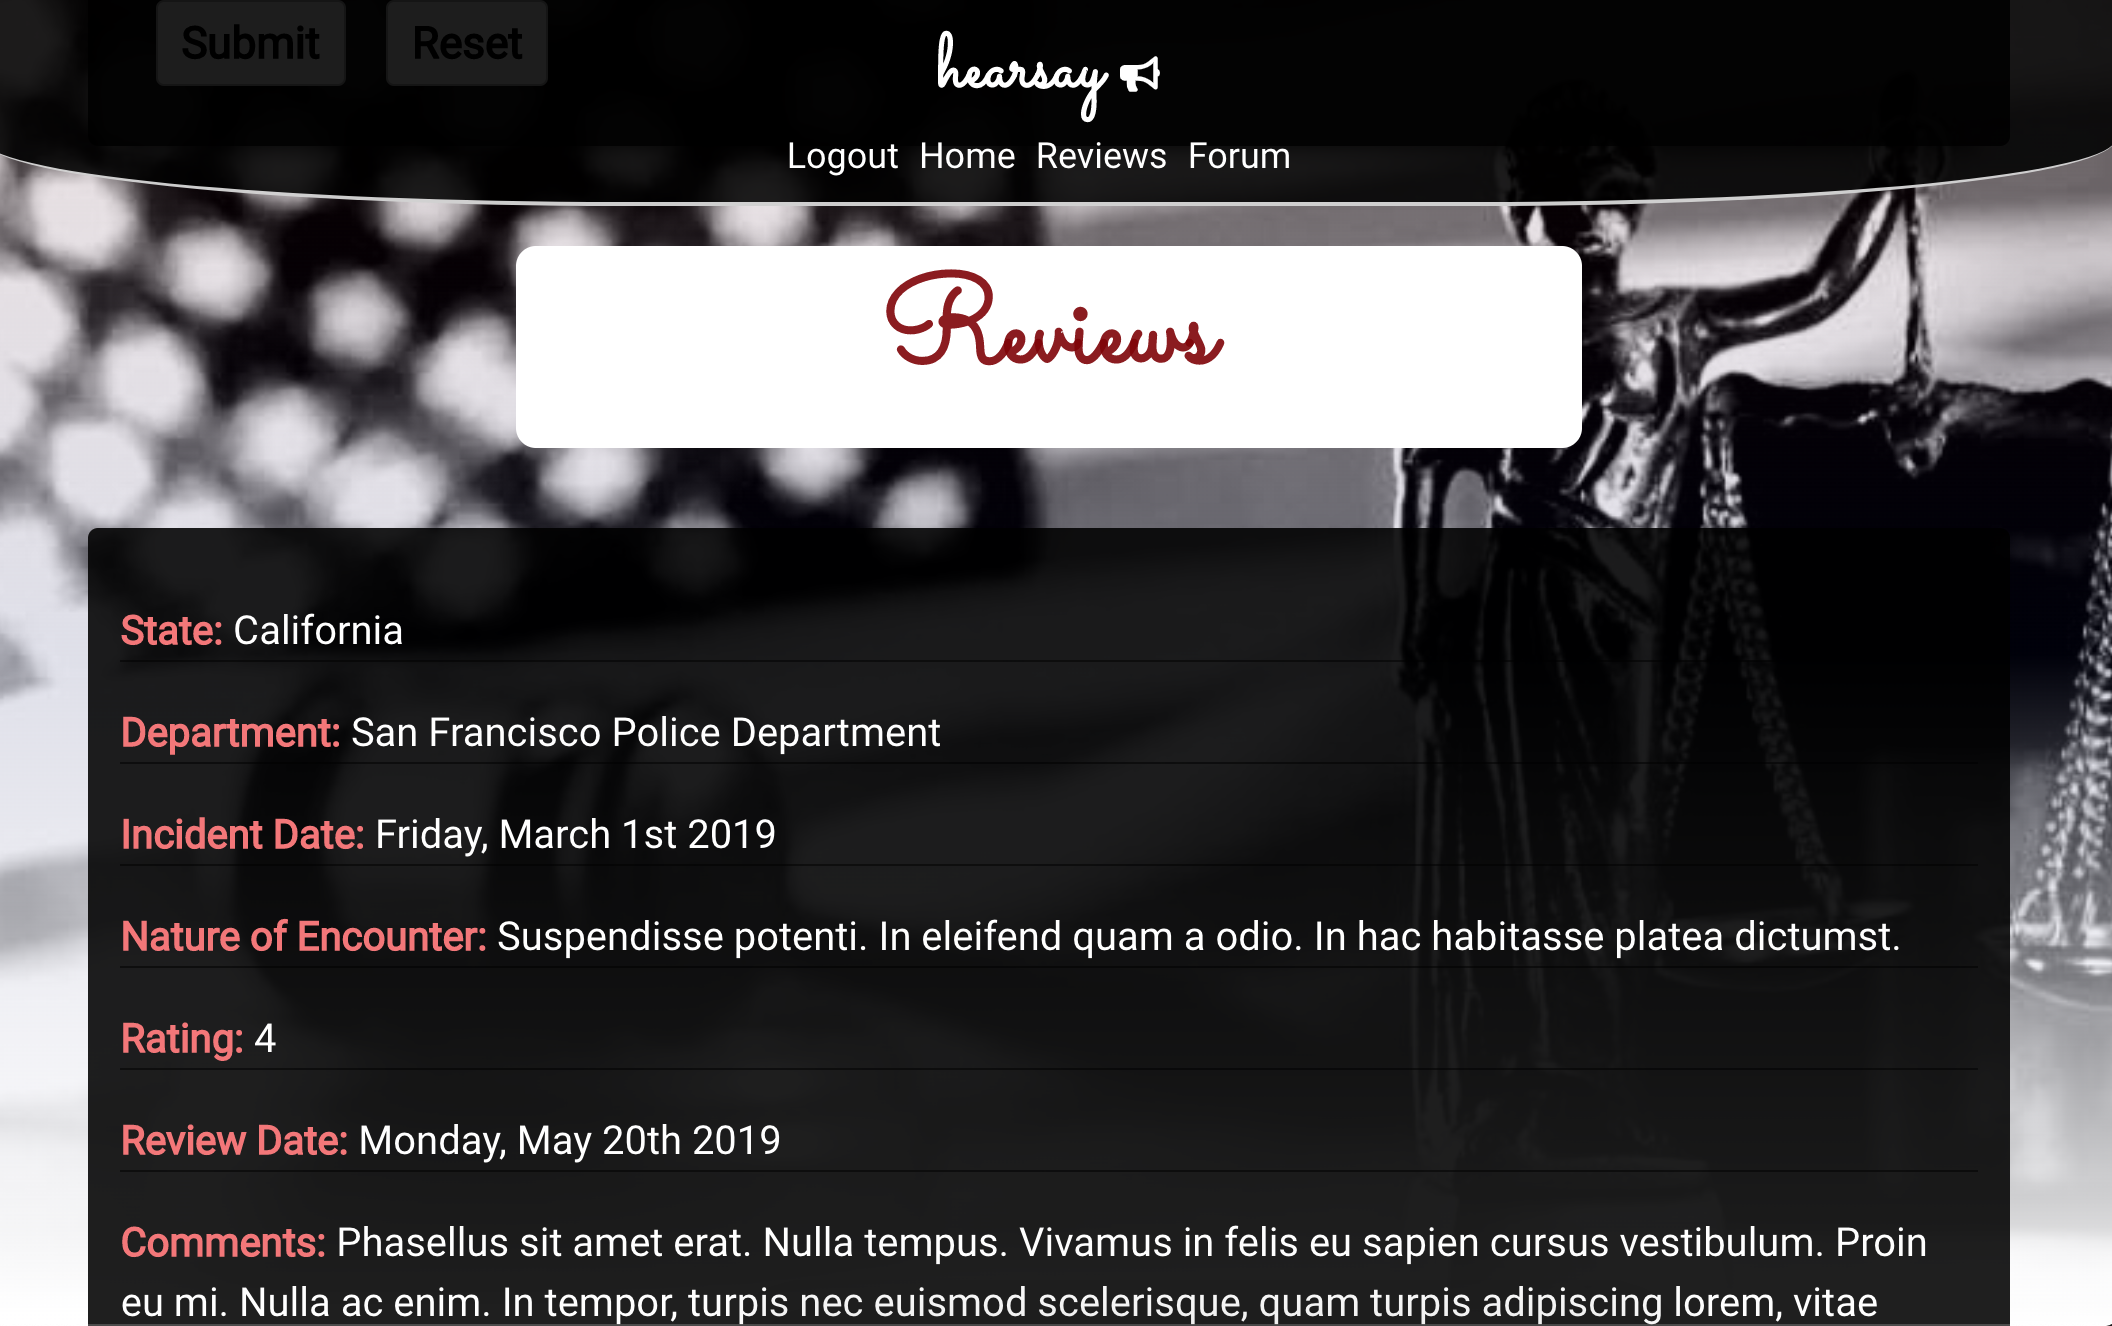 Submit Reset
hearsay
Logout Home Reviews Forum
Reviews
State: California
Department: San Francisco Police Department
Incident Date: Friday, March 1st 2019
Nature of Encounter: Suspendisse potenti. In eleifend quam a odio. In hac habitasse platea dictumst.
Rating: 4
Review Date: Monday, May 20th 2019
Comments: Phasellus sit amet erat. Nulla tempus. Vivamus in felis eu sapien cursus vestibulum. Proin
eu mi. Nulla ac enim. In tempor, turpis nec euismod scelerisque, quam turpis adipiscing lorem, vitae